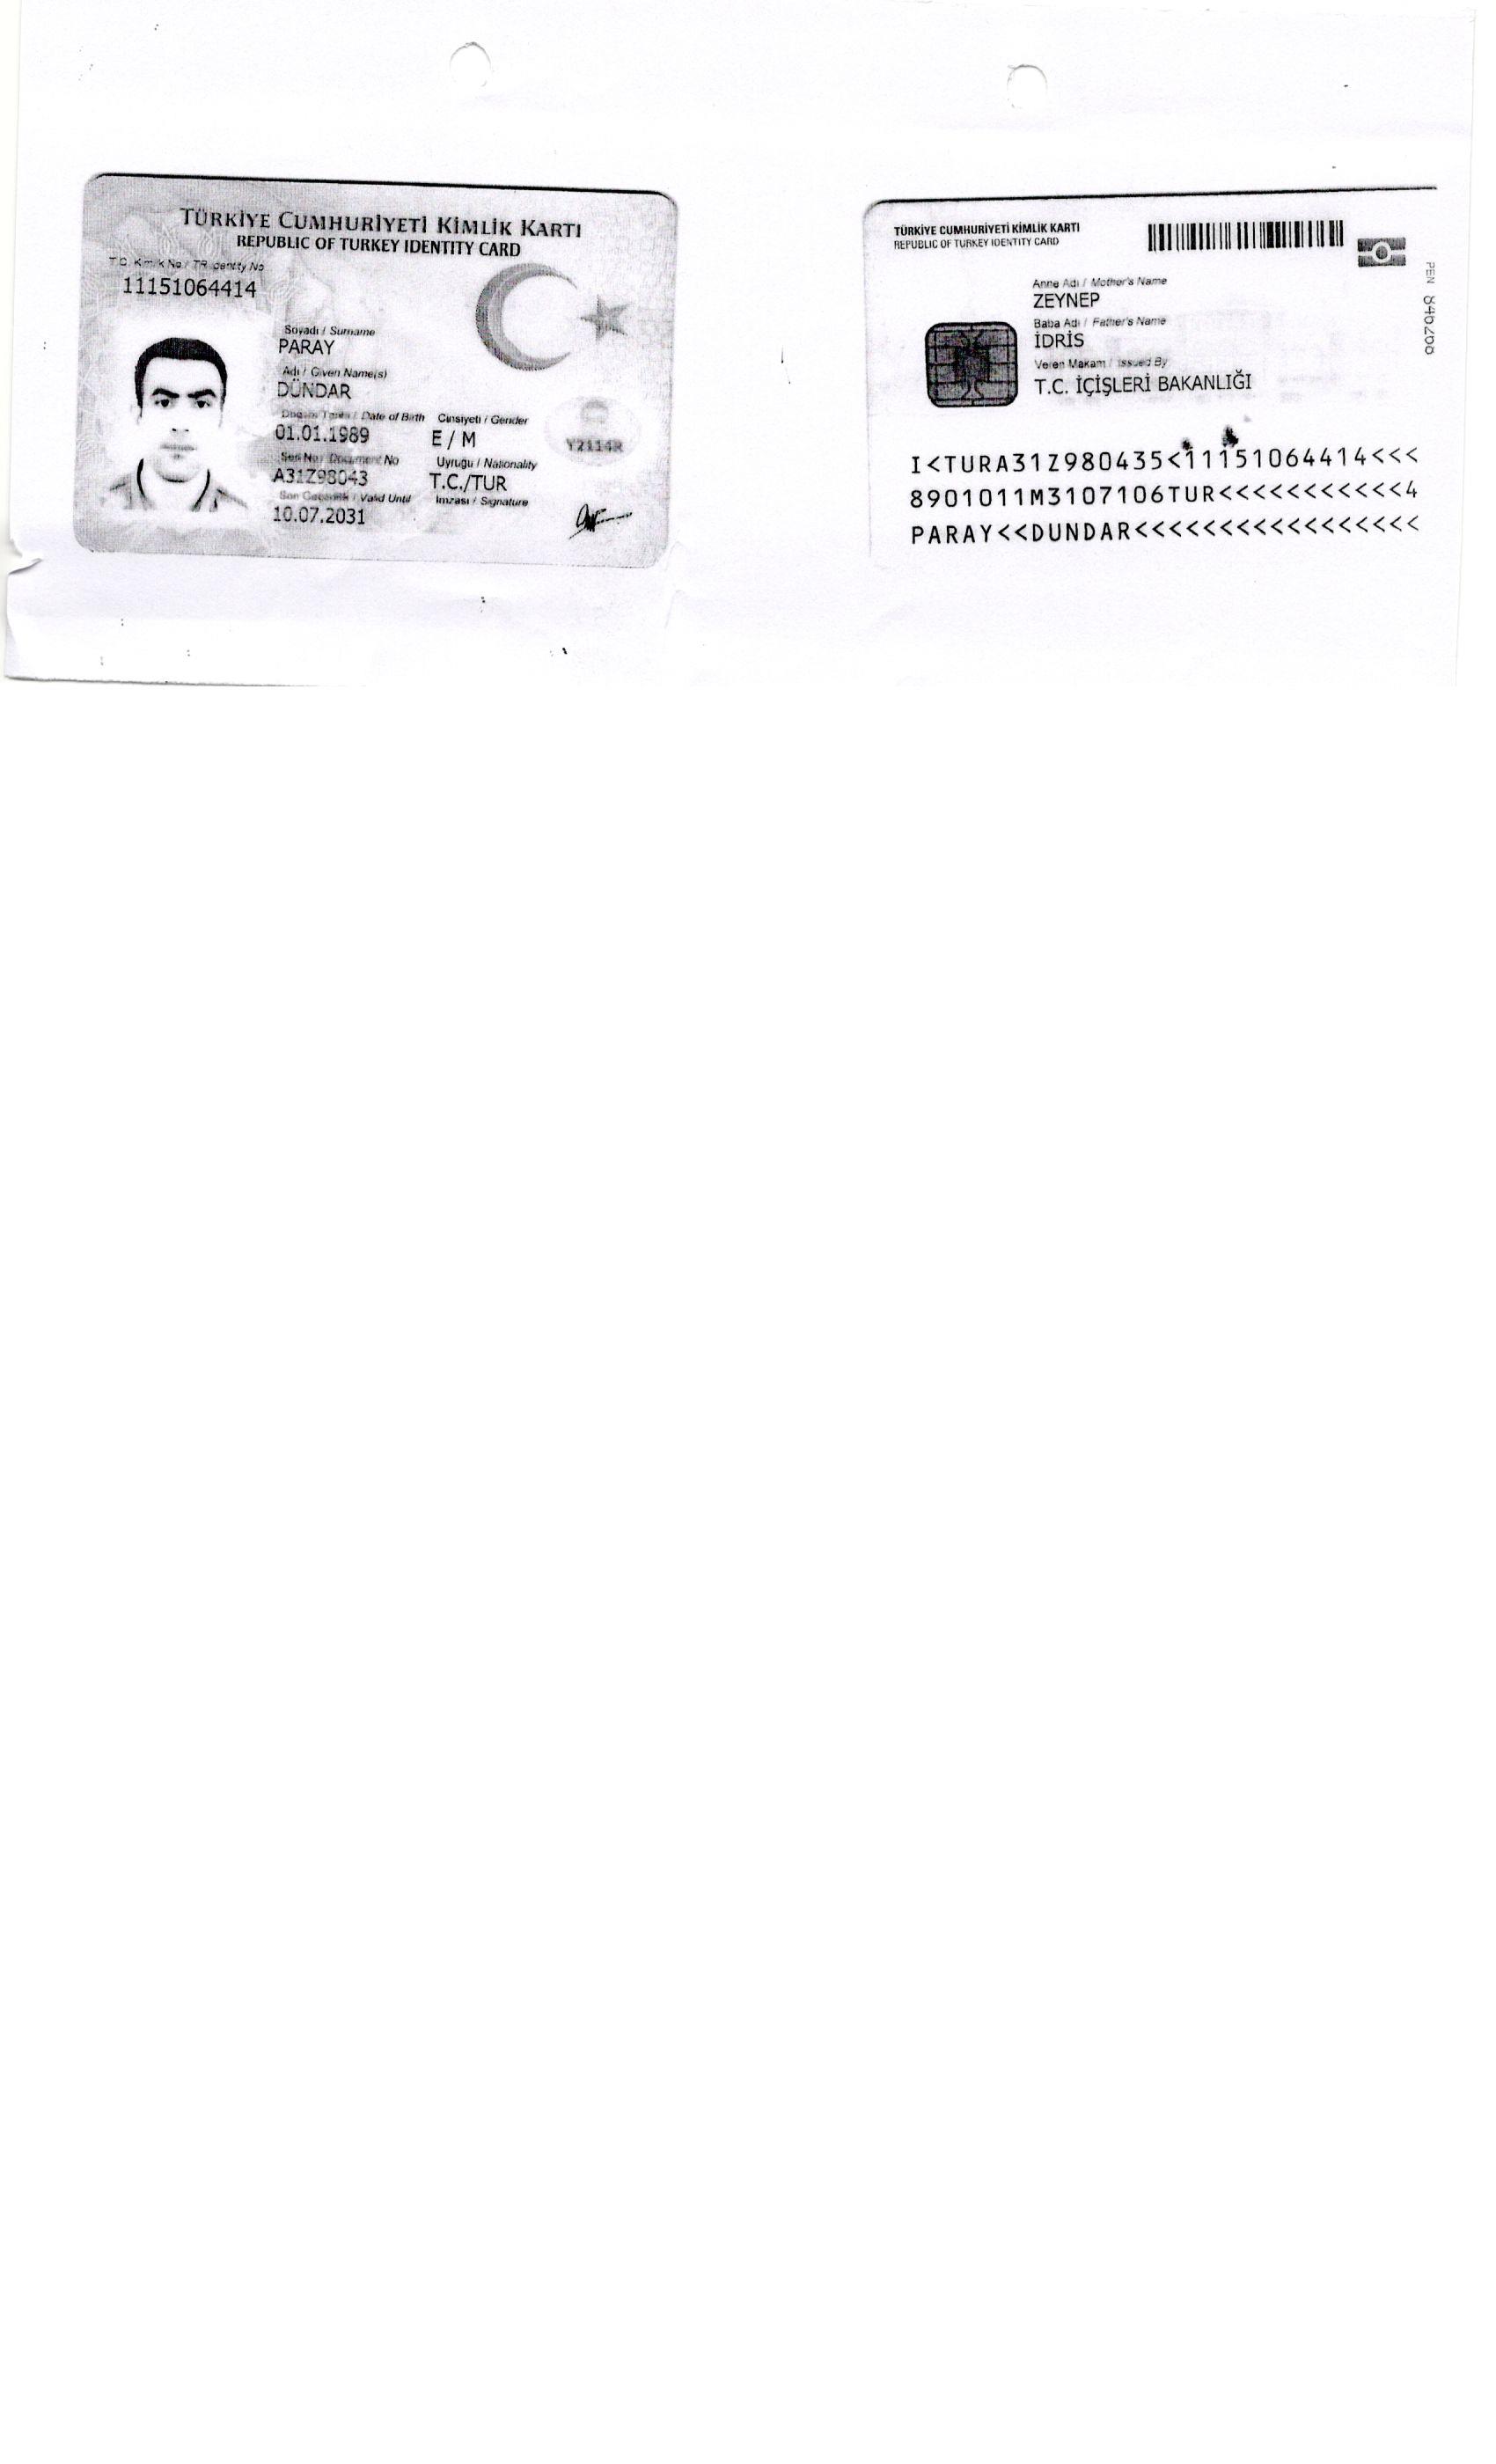 TÜRKİYE CUMHURİYETİ KİMLİK KARTI
REPUBLIC OF TURKEY IDENTITY CARD
T.C. Kimlik No / TR Identity No
11151064414
Soyadı / Surname
PARAY
Adı / Given Name(s)
DÜNDAR
Doğum Tarihi / Date of Birth Cinsiyeti / Gender
01.01.1989 E / M
Seri No / Document No Uyruğu / Nationality
A31Z98043 T.C./TUR
Son Geçerlik / Valid Until İmzası / Signature
10.07.2031
TÜRKİYE CUMHURİYETİ KİMLİK KARTI
REPUBLIC OF TURKEY IDENTITY CARD
Anne Adı / Mother's Name
ZEYNEP
Baba Adı / Father's Name
İDRİS
Veren Makam / Issued By
T.C. İÇİŞLERİ BAKANLIĞI
I<TURA31Z980435<11151064414<<<
8901011M3107106TUR<<<<<<<<<<<4
PARAY<<DUNDAR<<<<<<<<<<<<<<<<<